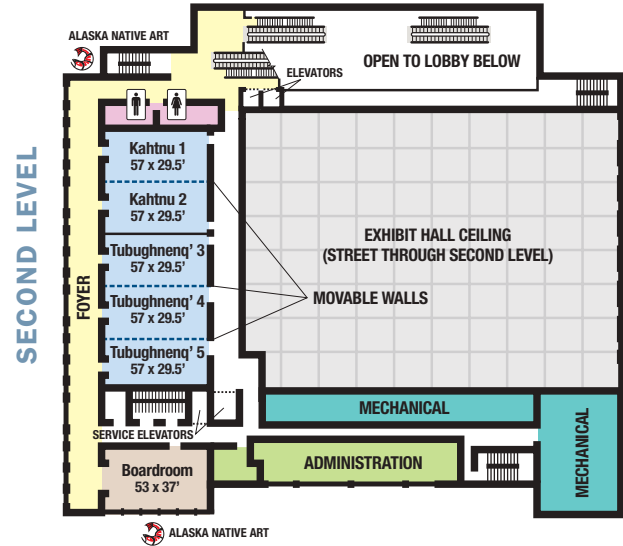 ALASKA NATIVE ART
OPEN TO LOBBY BELOW
ELEVATORS
SECOND LEVEL
FOYER
Kahtnu 1
57 x 29.5'
Kahtnu 2
57 x 29.5'
Tubughnenq' 3
57 x 29.5'
Tubughnenq' 4
57 x 29.5'
Tubughnenq' 5
57 x 29.5'
EXHIBIT HALL CEILING
(STREET THROUGH SECOND LEVEL)
MOVABLE WALLS
MECHANICAL
MECHANICAL
SERVICE ELEVATORS
ADMINISTRATION
Boardroom
53 x 37'
ALASKA NATIVE ART